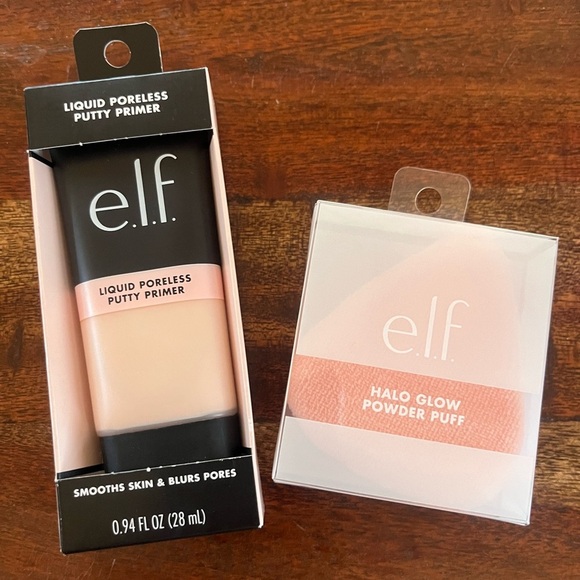 LIQUID PORELESS
PUTTY PRIMER
e.l.f.
LIQUID PORELESS
PUTTY PRIMER
SMOOTHS SKIN & BLURS PORES
0.94 FL OZ (28 mL)
e.l.f.
HALO GLOW
POWDER PUFF